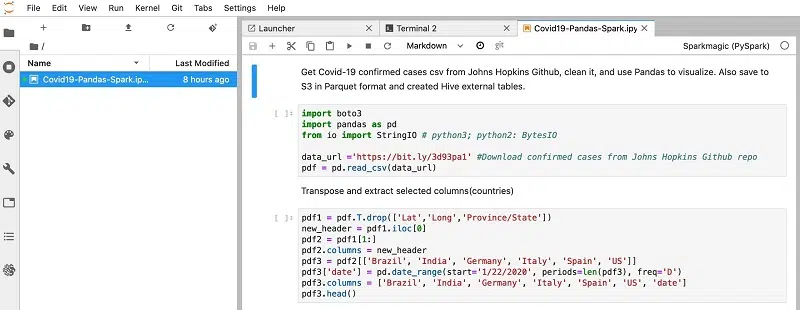 File Edit View Run Kernel Git Tabs Settings Help
Launcher Terminal 2 Covid19-Pandas-Spark.ipy
/
Markdown git Sparkmagic (PySpark)
Name Last Modified
Covid19-Pandas-Spark.ip... 8 hours ago
Get Covid-19 confirmed cases csv from Johns Hopkins Github, clean it, and use Pandas to visualize. Also save to
S3 in Parquet format and created Hive external tables.
[ ]: import boto3
import pandas as pd
from io import StringIO # python3; python2: BytesIO
data_url ='https://bit.ly/3d93pa1' #Download confirmed cases from Johns Hopkins Github repo
pdf = pd.read_csv(data_url)
Transpose and extract selected columns(countries)
[ ]: pdf1 = pdf.T.drop(['Lat','Long','Province/State'])
new_header = pdf1.iloc[0]
pdf2 = pdf1[1:]
pdf2.columns = new_header
pdf3 = pdf2[['Brazil', 'India', 'Germany', 'Italy', 'Spain', 'US']]
pdf3['date'] = pd.date_range(start='1/22/2020', periods=len(pdf3), freq='D')
pdf3.columns = ['Brazil', 'India', 'Germany', 'Italy', 'Spain', 'US', 'date']
pdf3.head()